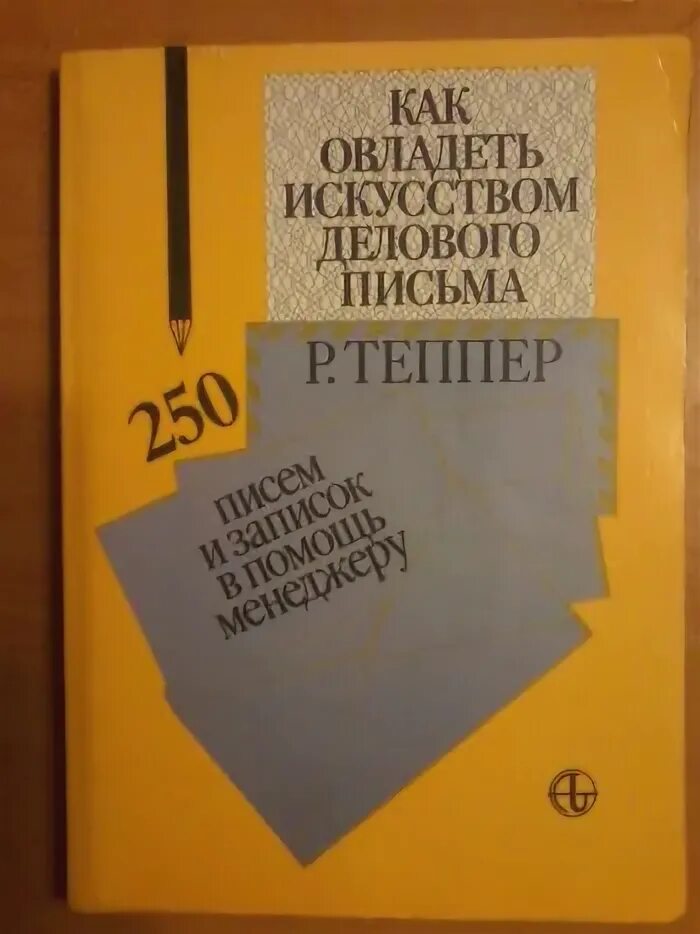 КАК
ОВЛАДЕТЬ
ИСКУССТВОМ
ДЕЛОВОГО
ПИСЬМА
Р. ТЕППЕР
250
ПИСЕМ
И ЗАПИСОК
В ПОМОЩЬ
МЕНЕДЖЕРУ